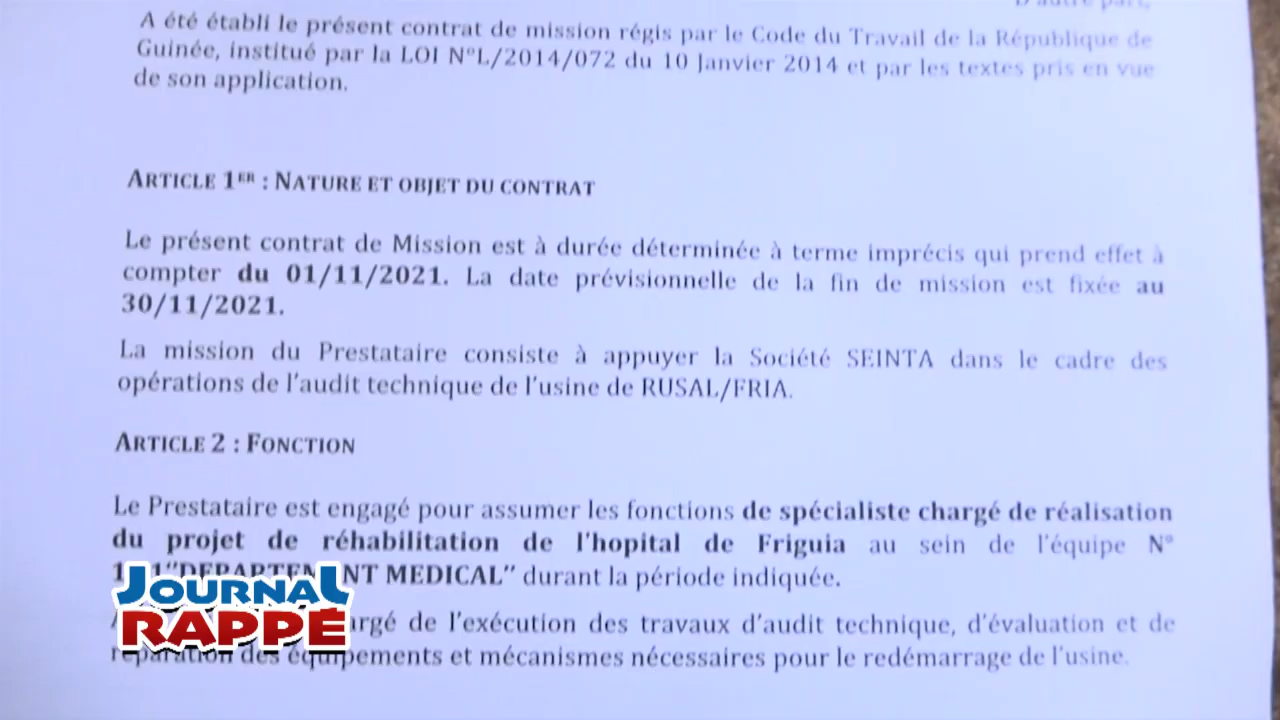 D'autre part,
A été établi le présent contrat de mission régis par le Code du Travail de la République de
Guinée, institué par la LOI N°L/2014/072 du 10 Janvier 2014 et par les textes pris en vue
de son application.
ARTICLE 1ER : NATURE ET OBJET DU CONTRAT
Le présent contrat de Mission est à durée déterminée à terme imprécis qui prend effet à
compter du 01/11/2021. La date prévisionnelle de la fin de mission est fixée au
30/11/2021.
La mission du Prestataire consiste à appuyer la Société SEINTA dans le cadre des
opérations de l'audit technique de l'usine de RUSAL/FRIA.
ARTICLE 2 : FONCTION
Le Prestataire est engagé pour assumer les fonctions de spécialiste chargé de réalisation
du projet de réhabilitation de l'hopital de Friguia au sein de l'équipe N°
"DEPARTEMENT MEDICAL" durant la période indiquée.
de l'exécution des travaux d'audit technique, d'évaluation et de
réparation des équipements et mécanismes nécessaires pour le redémarrage de l'usine.
JOURNAL
RAPPÉ